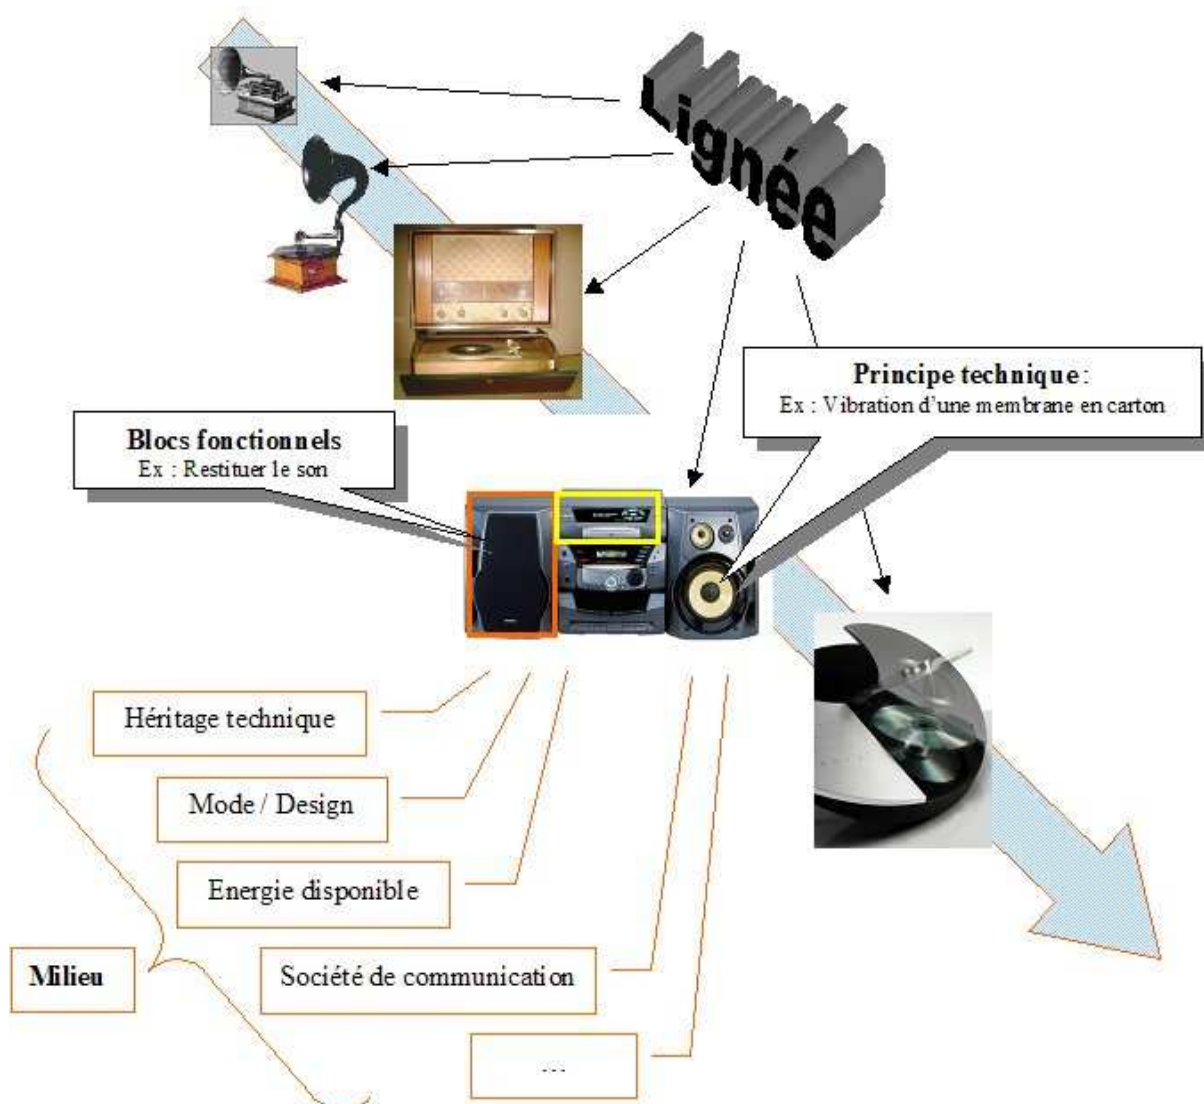 Lignée
Principe technique :
Ex : Vibration d'une membrane en carton
Blocs fonctionnels
Ex : Restituer le son
Héritage technique
Mode / Design
Energie disponible
Milieu
Société de communication
...